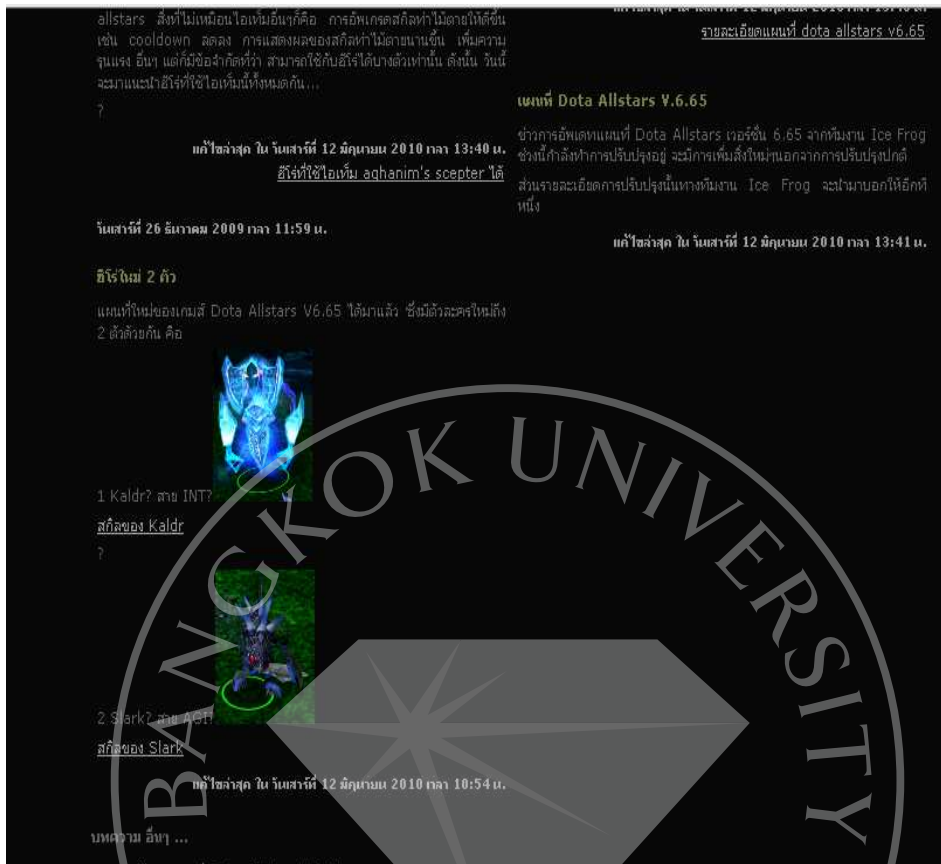 allstars สิ่งที่ไม่เหมือนไอเท็มอื่นๆก็คือ การอัพเกรดสกิลท่าไม้ตายให้ดีขึ้น
เช่น cooldown ลดลง การแสดงผลของสกิลท่าไม้ตายนานขึ้น เพิ่มความ
รุนแรง อื่นๆ แต่ก็มีข้อจำกัดที่ว่า สามารถใช้กับฮีโร่ได้บางตัวเท่านั้น ดังนั้น วันนี้
จะมาแนะนำฮีโร่ที่ใช้ไอเท็มนี้ทั้งหมดกัน...
?
แก้ไขล่าสุด ใน วันเสาร์ที่ 12 มิถุนายน 2010 เวลา 13:40 น.
ฮีโร่ที่ใช้ไอเท็ม aghanim's scepter ได้
วันเสาร์ที่ 26 ธันวาคม 2009 เวลา 11:59 น.
ฮีโร่ใหม่ 2 ตัว
แผนที่ใหม่ของเกมส์ Dota Allstars V6.65 ได้มาแล้ว ซึ่งมีตัวละครใหม่ถึง
2 ตัวด้วยกัน คือ
1 Kaldr? สาย INT?
สกิลของ Kaldr
?
2 Slark? สาย AGI?
สกิลของ Slark
แก้ไขล่าสุด ใน วันเสาร์ที่ 12 มิถุนายน 2010 เวลา 10:54 น.
บทความ อื่นๆ ...
รายละเอียดแผนที่ dota allstars v6.65
แผนที่ Dota Allstars V.6.65
ข่าวการอัพเดทแผนที่ Dota Allstars เวอร์ชั่น 6.65 จากทีมงาน Ice Frog
ช่วงนี้กำลังทำการปรับปรุงอยู่ จะมีการเพิ่มสิ่งใหม่ๆนอกจากการปรับปรุงปกติ
ส่วนรายละเอียดการปรับปรุงนั้นทางทีมงาน Ice Frog จะนำมาบอกให้อีกที
หนึ่ง
แก้ไขล่าสุด ใน วันเสาร์ที่ 12 มิถุนายน 2010 เวลา 13:41 น.
BANGKOK UNIVERSITY